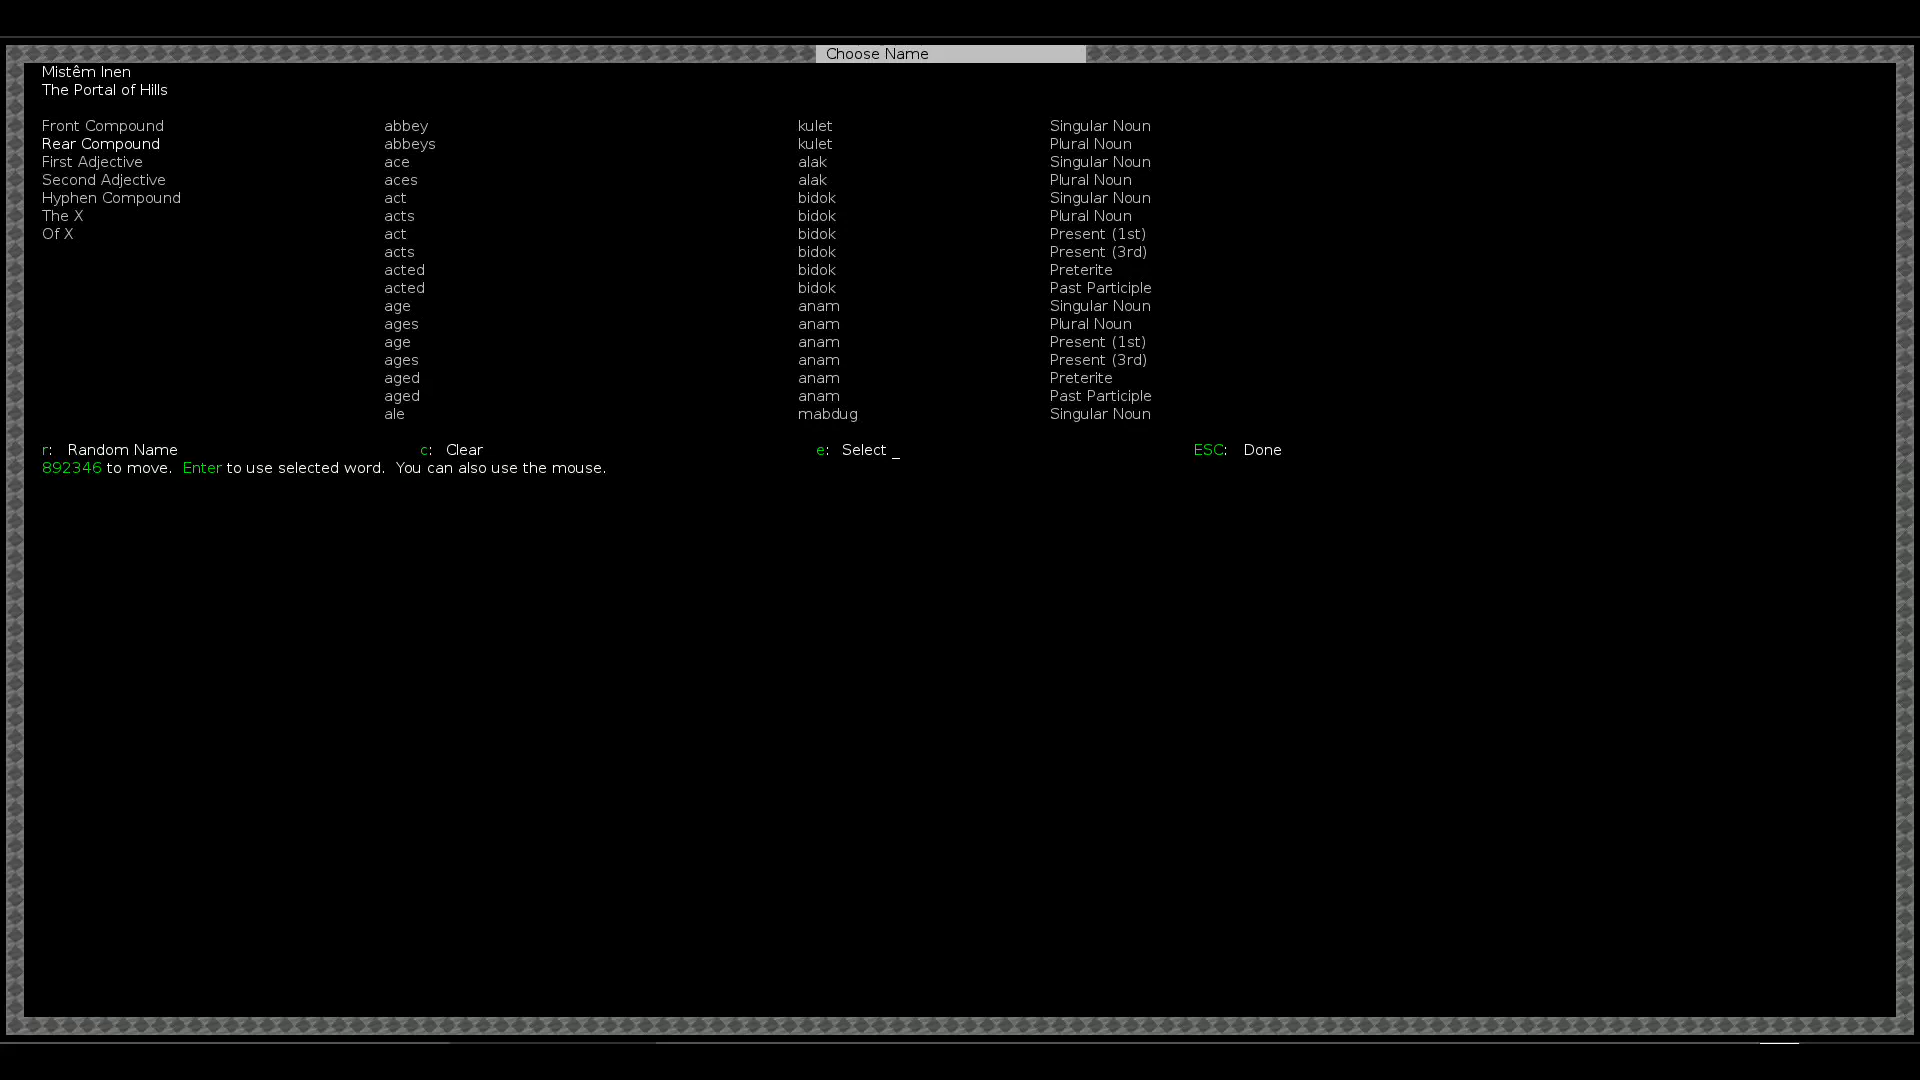 Choose Name
Mistêm Inen
The Portal of Hills
Front Compound abbey kulet Singular Noun
Rear Compound abbeys kulet Plural Noun
First Adjective ace alak Singular Noun
Second Adjective aces alak Plural Noun
Hyphen Compound act bidok Singular Noun
The X acts bidok Plural Noun
Of X act bidok Present (1st)
acts bidok Present (3rd)
acted bidok Preterite
acted bidok Past Participle
age anam Singular Noun
ages anam Plural Noun
age anam Present (1st)
ages anam Present (3rd)
aged anam Preterite
aged anam Past Participle
ale mabdug Singular Noun
r: Random Name c: Clear e: Select _ ESC: Done
892346 to move. Enter to use selected word. You can also use the mouse.